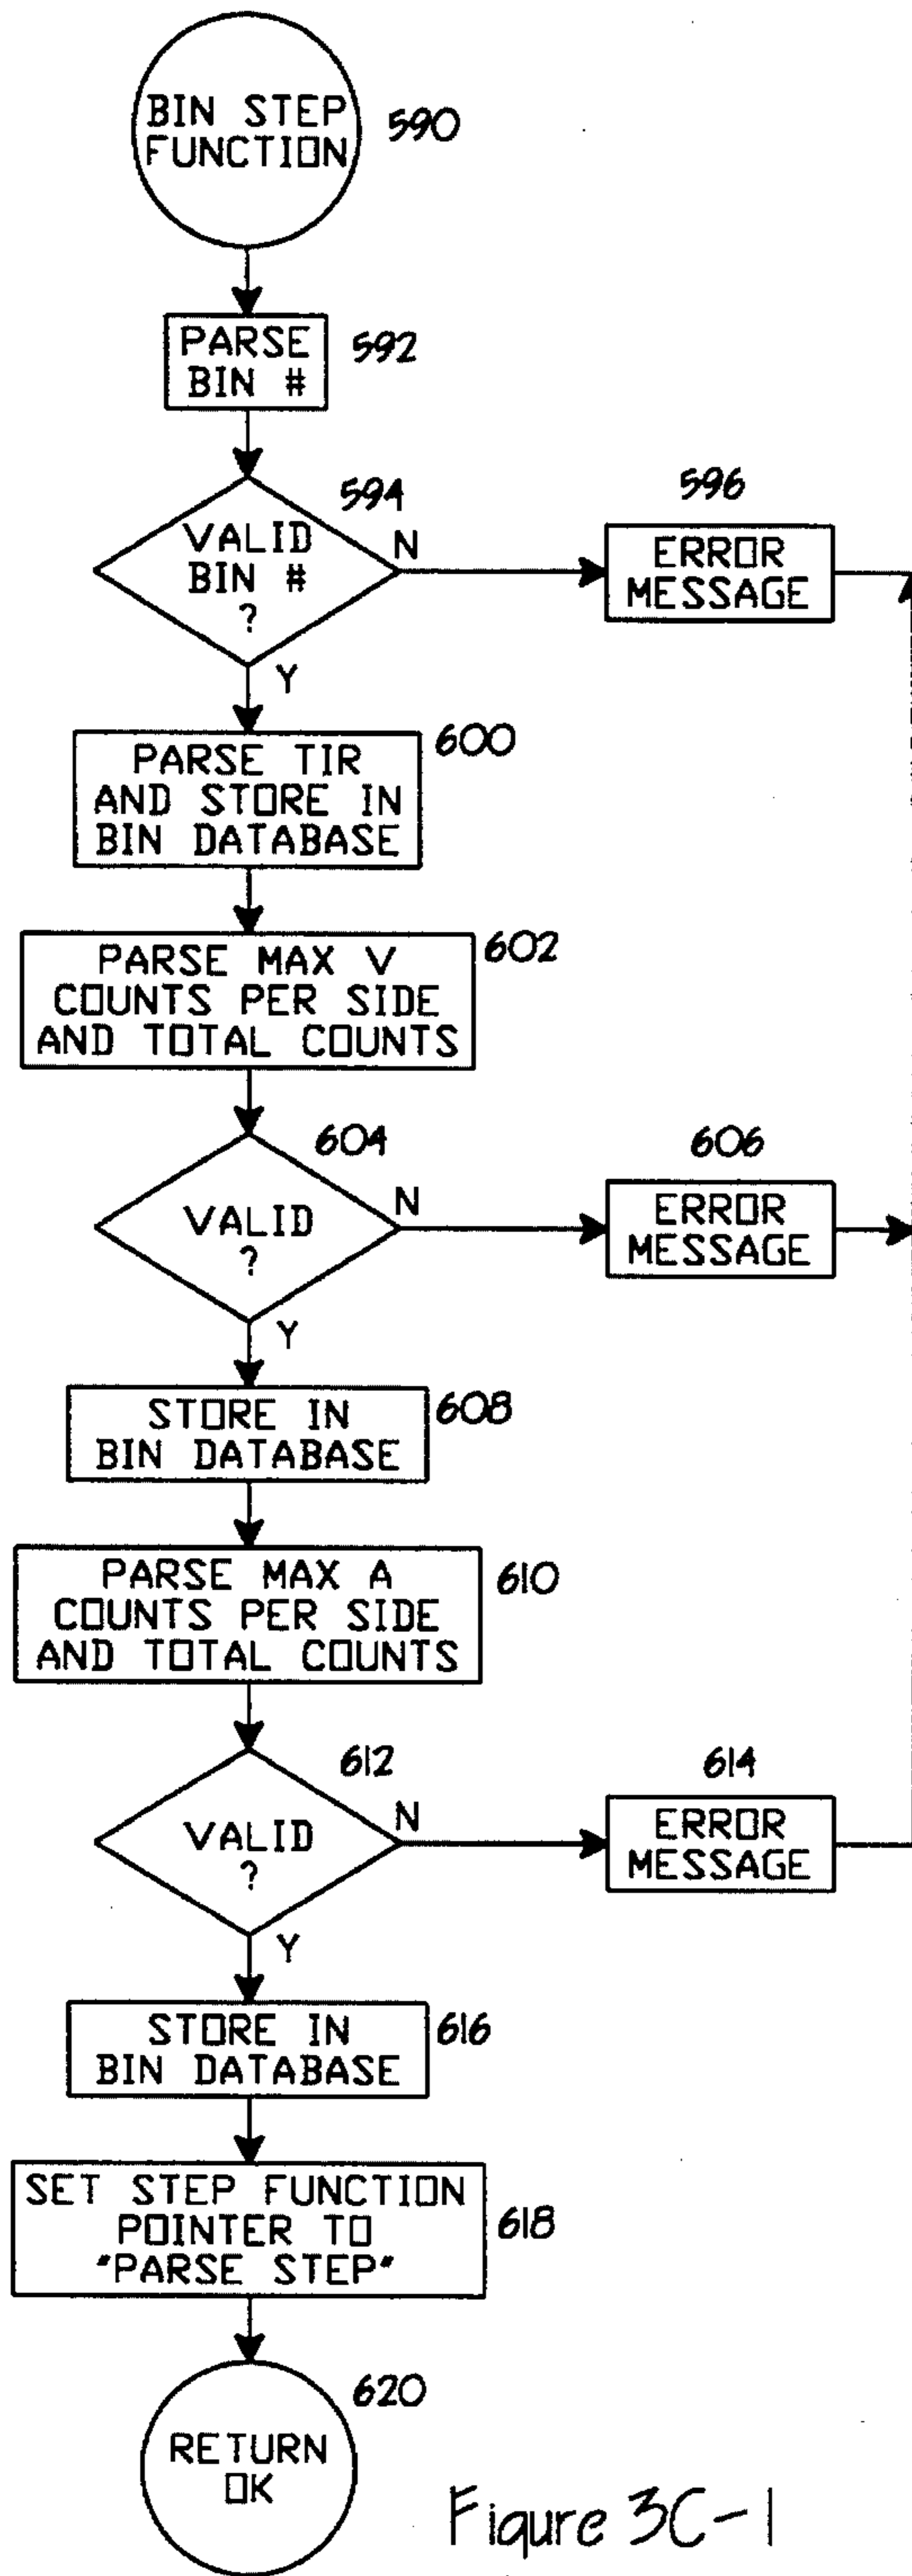 BIN STEP
FUNCTION
590
PARSE
BIN #
592
594
VALID
BIN #
?
N
Y
596
ERROR
MESSAGE
600
PARSE TIR
AND STORE IN
BIN DATABASE
602
PARSE MAX V
COUNTS PER SIDE
AND TOTAL COUNTS
604
VALID
?
N
Y
606
ERROR
MESSAGE
608
STORE IN
BIN DATABASE
610
PARSE MAX A
COUNTS PER SIDE
AND TOTAL COUNTS
612
VALID
?
N
Y
614
ERROR
MESSAGE
616
STORE IN
BIN DATABASE
618
SET STEP FUNCTION
POINTER TO
"PARSE STEP"
620
RETURN
OK
Figure 3C-1